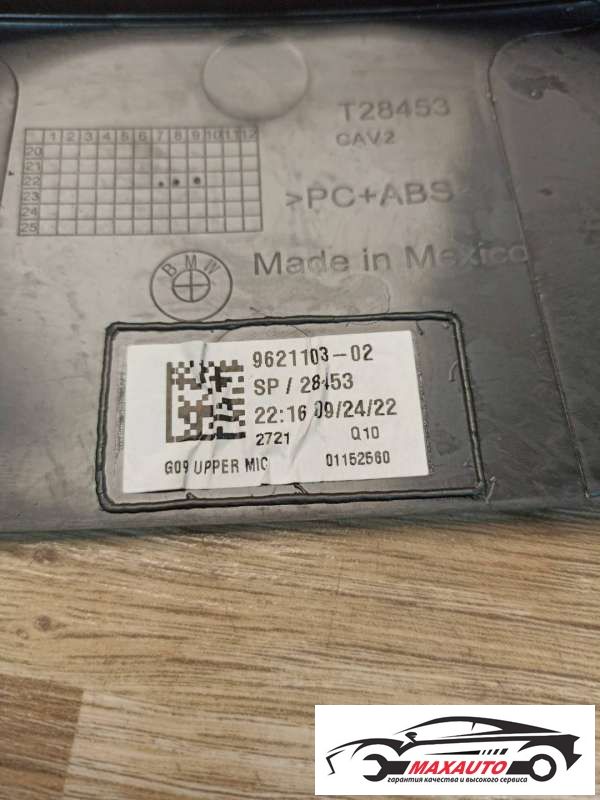 T28453
CAV2
1 2 3 4 5 6 7 8 9 10 11 12
20
21
22
23
24
25
>PC+ABS
BMW
Made in Mexico
9621103-02
SP / 28453
22:16 09/24/22
2721 Q10
G09 UPPER MIC 01152560
MAXAUTO
гарантия качества и высокого сервиса